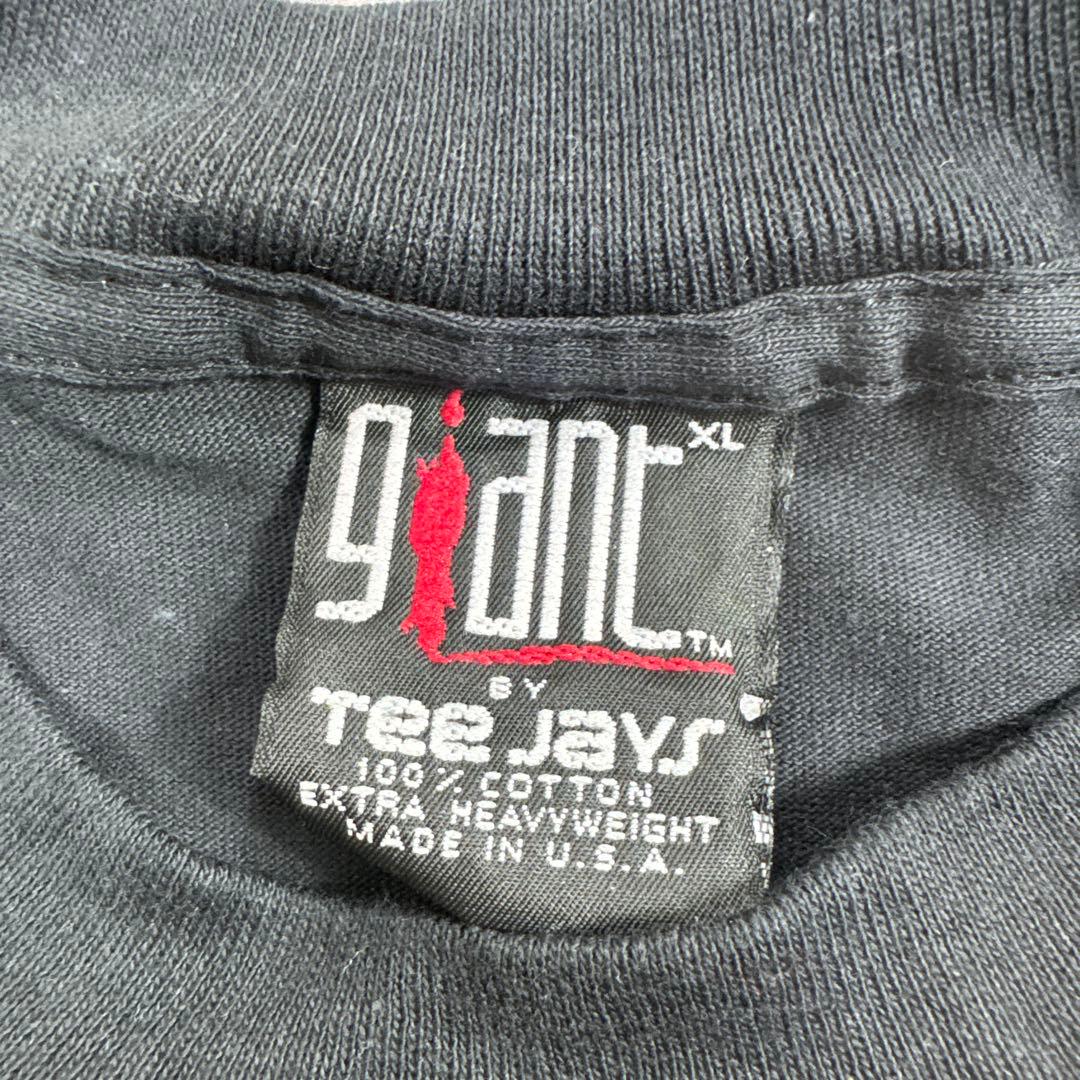 giant XL
TM
BY
Tee Jays
100% COTTON
EXTRA HEAVYWEIGHT
MADE IN U.S.A.